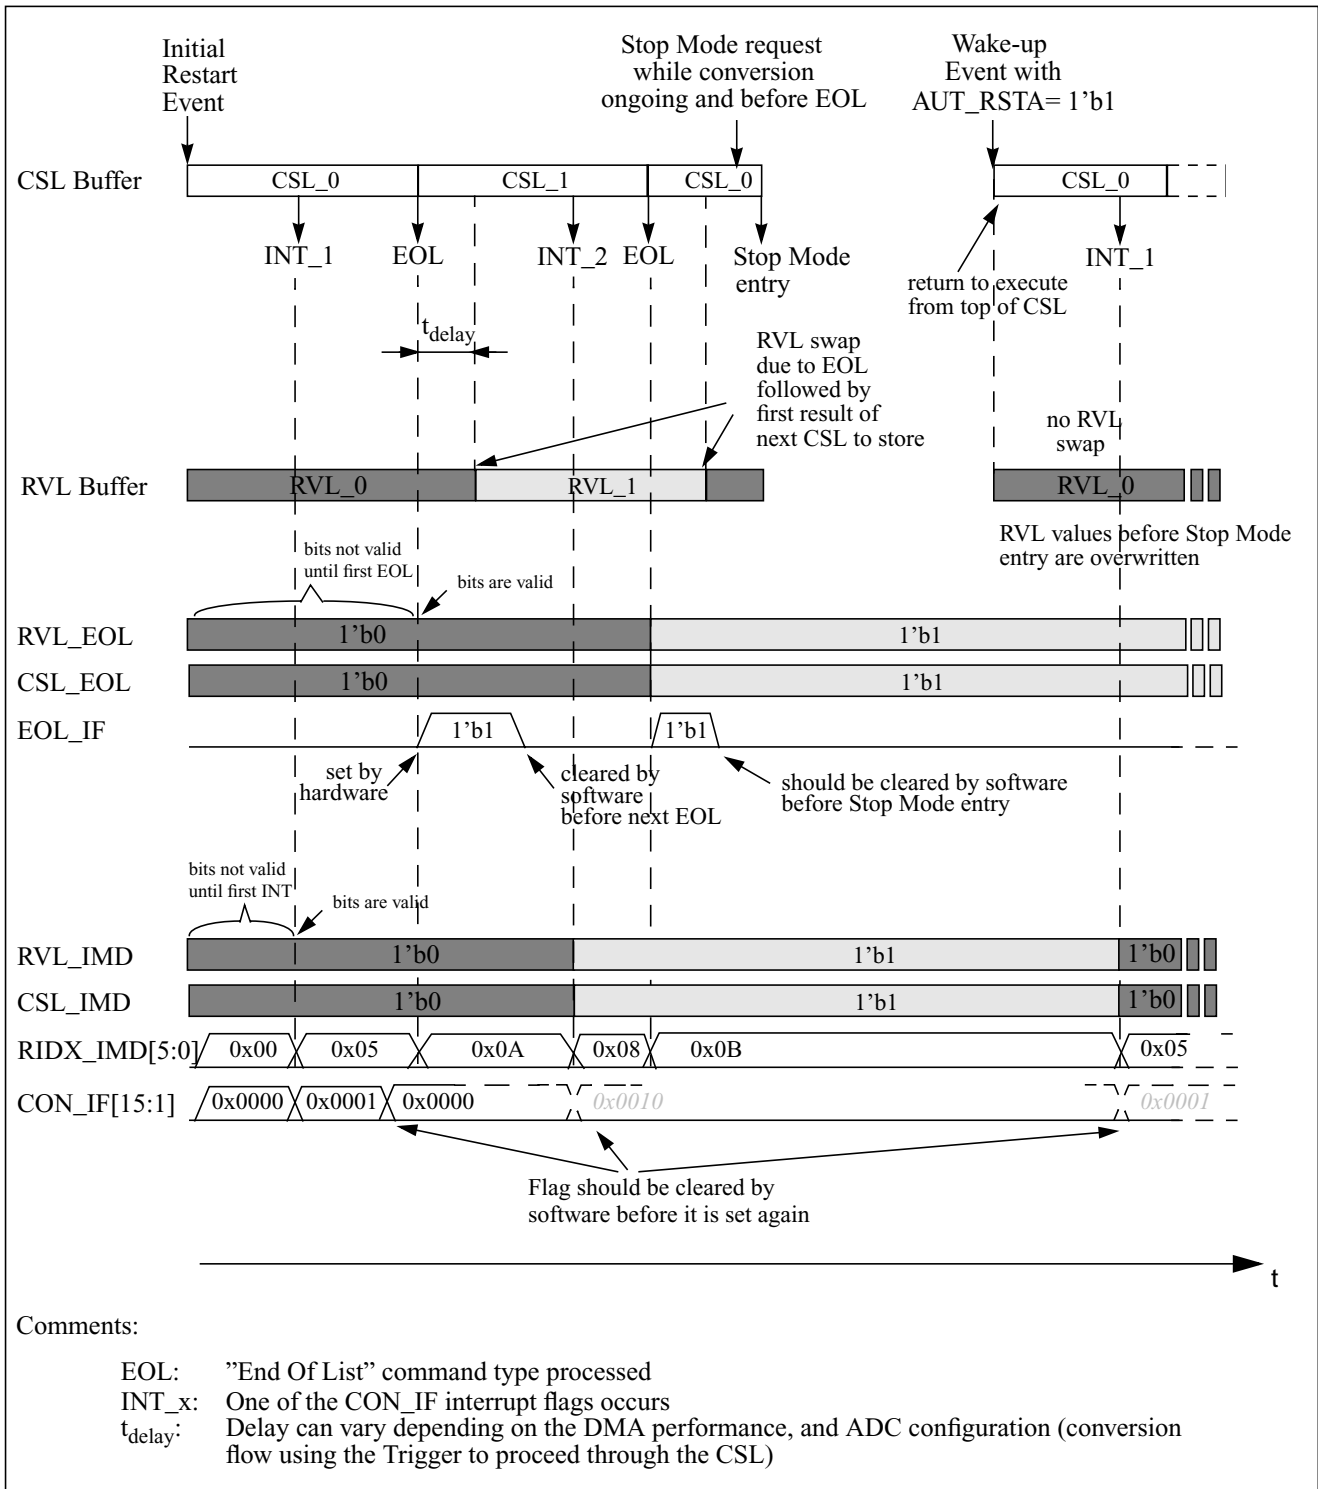 Initial
Restart
Event
Stop Mode request
while conversion
ongoing and before EOL
Wake-up
Event with
AUT_RSTA= 1’b1
CSL Buffer
CSL_0
CSL_1
CSL_0
CSL_0
INT_1
EOL
INT_2
EOL
Stop Mode
entry
INT_1
return to execute
from top of CSL
tdelay
RVL swap
due to EOL
followed by
first result of
next CSL to store
no RVL
swap
RVL Buffer
RVL_0
RVL_1
RVL_0
RVL values before Stop Mode
entry are overwritten
bits not valid
until first EOL
bits are valid
RVL_EOL
1’b0
1’b1
CSL_EOL
1’b0
1’b1
EOL_IF
1’b1
1’b1
set by
hardware
cleared by
software
before next EOL
should be cleared by software
before Stop Mode entry
bits not valid
until first INT
bits are valid
RVL_IMD
1’b0
1’b1
1’b0
CSL_IMD
1’b0
1’b1
1’b0
RIDX_IMD[5:0]
0x00
0x05
0x0A
0x08
0x0B
0x05
CON_IF[15:1]
0x0000
0x0001
0x0000
0x0010
0x0001
Flag should be cleared by
software before it is set again
t
Comments:
EOL: ”End Of List” command type processed
INT_x: One of the CON_IF interrupt flags occurs
tdelay: Delay can vary depending on the DMA performance, and ADC configuration (conversion
flow using the Trigger to proceed through the CSL)